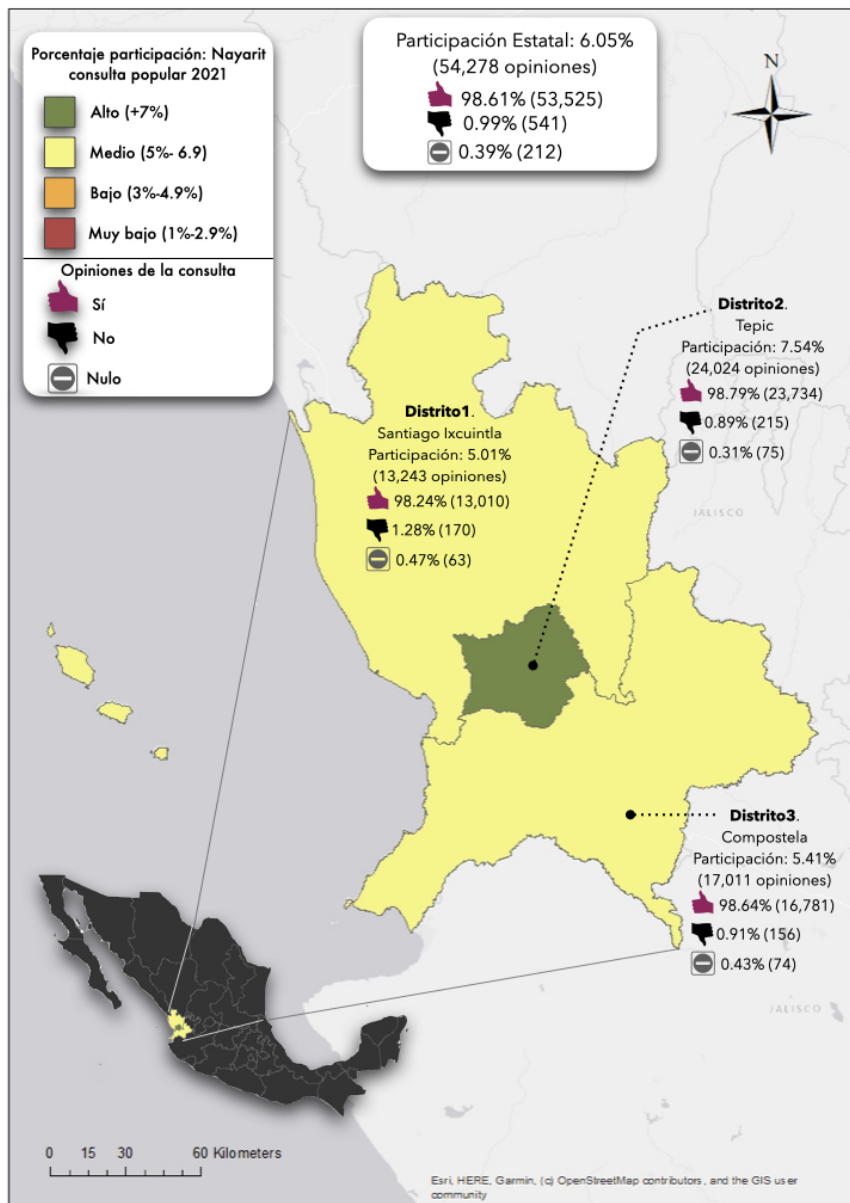 Porcentaje participación: Nayarit
consulta popular 2021
Alto (+7%)
Medio (5%- 6.9)
Bajo (3%-4.9%)
Muy bajo (1%-2.9%)
Opiniones de la consulta
Sí
No
Nulo
Participación Estatal: 6.05%
(54,278 opiniones)
98.61% (53,525)
0.99% (541)
0.39% (212)
N
Distrito1.
Santiago Ixcuintla
Participación: 5.01%
(13,243 opiniones)
98.24% (13,010)
1.28% (170)
0.47% (63)
Distrito2.
Tepic
Participación: 7.54%
(24,024 opiniones)
98.79% (23,734)
0.89% (215)
0.31% (75)
JALISCO
Distrito3.
Compostela
Participación: 5.41%
(17,011 opiniones)
98.64% (16,781)
0.91% (156)
0.43% (74)
JALISCO
0 15 30 60 Kilometers
Esri, HERE, Garmin, (c) OpenStreetMap contributors, and the GIS user
community